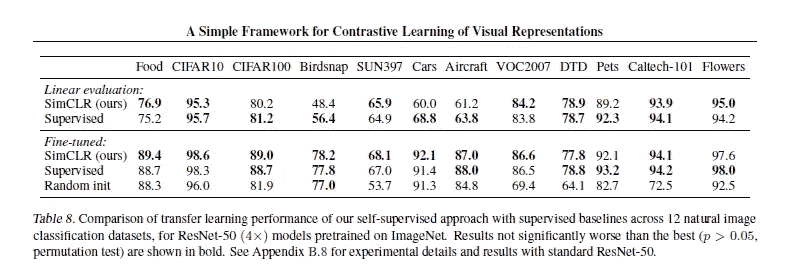 A Simple Framework for Contrastive Learning of Visual Representations
Food CIFAR10 CIFAR100 Birdsnap SUN397 Cars Aircraft VOC2007 DTD Pets Caltech-101 Flowers
Linear evaluation:
SimCLR (ours) 76.9 95.3 80.2 48.4 65.9 60.0 61.2 84.2 78.9 89.2 93.9 95.0
Supervised 75.2 95.7 81.2 56.4 64.9 68.8 63.8 83.8 78.7 92.3 94.1 94.2
Fine-tuned:
SimCLR (ours) 89.4 98.6 89.0 78.2 68.1 92.1 87.0 86.6 77.8 92.1 94.1 97.6
Supervised 88.7 98.3 88.7 77.8 67.0 91.4 88.0 86.5 78.8 93.2 94.2 98.0
Random init 88.3 96.0 81.9 77.0 53.7 91.3 84.8 69.4 64.1 82.7 72.5 92.5
Table 8. Comparison of transfer learning performance of our self-supervised approach with supervised baselines across 12 natural image
classification datasets, for ResNet-50 (4×) models pretrained on ImageNet. Results not significantly worse than the best (p > 0.05,
permutation test) are shown in bold. See Appendix B.8 for experimental details and results with standard ResNet-50.